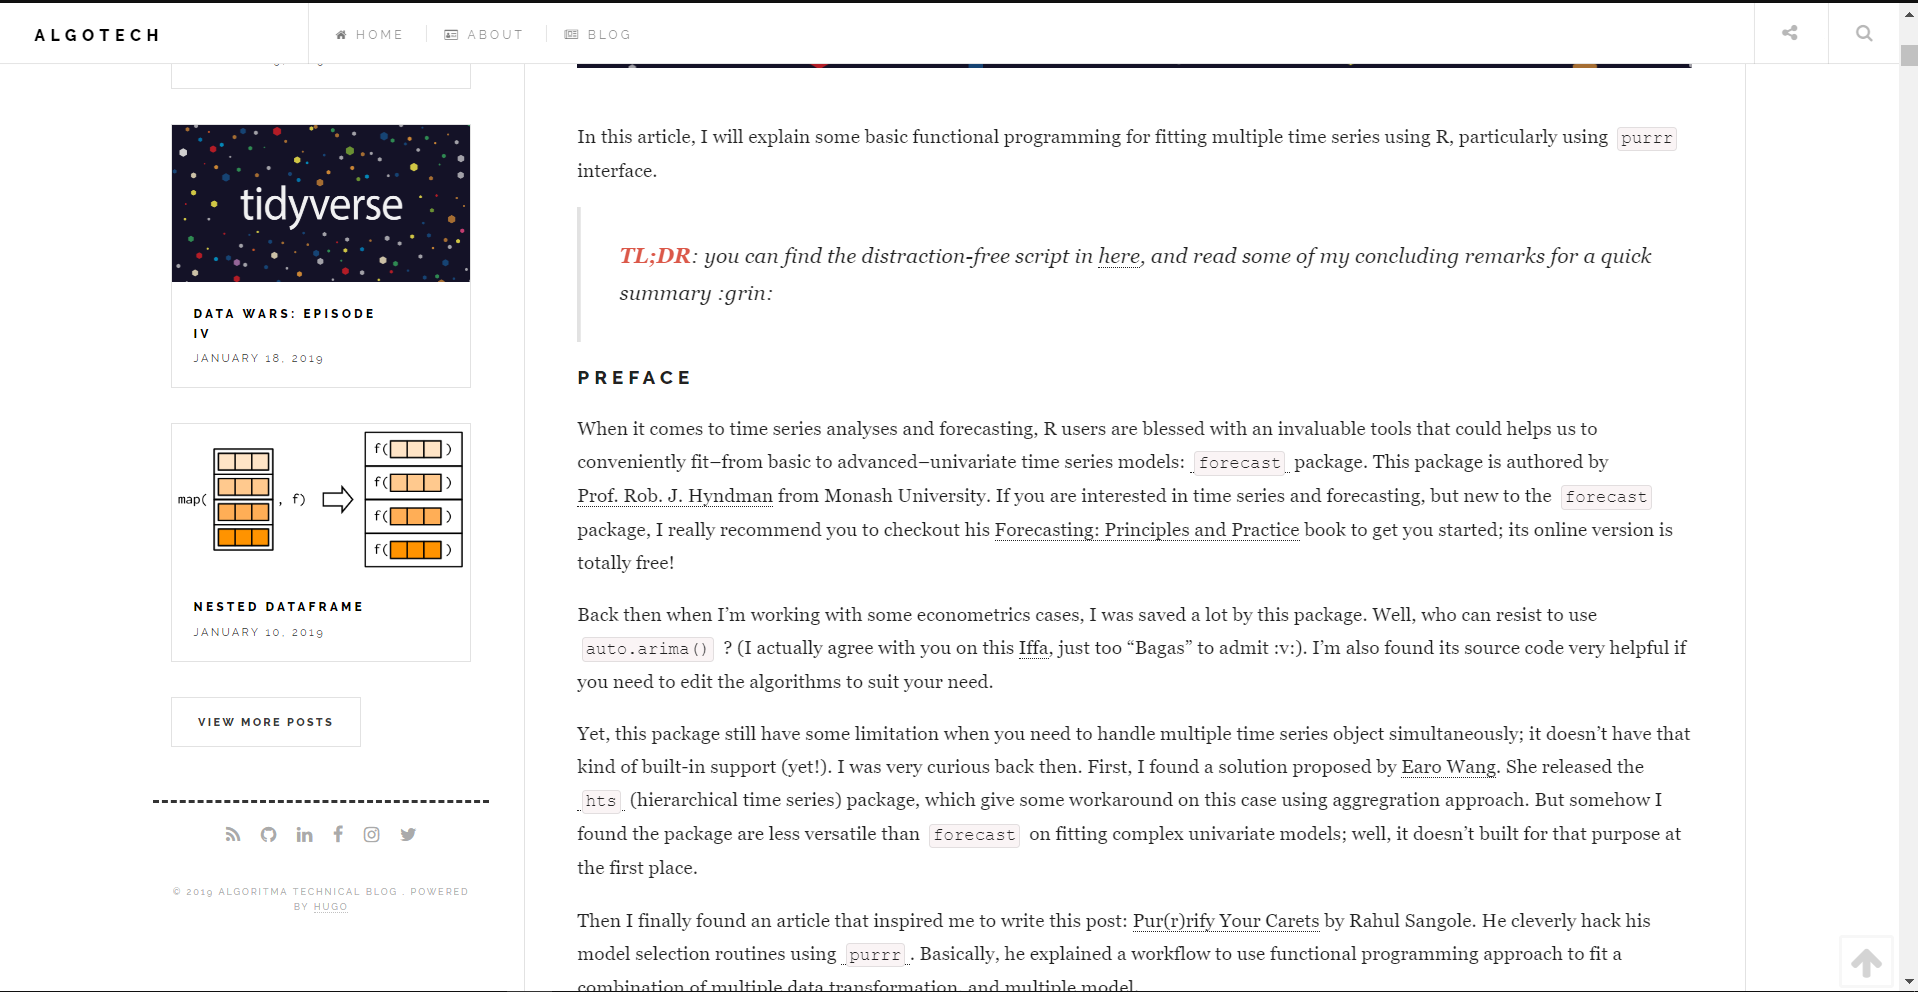 ALGOTECH
HOME
ABOUT
BLOG
tidyverse
DATA WARS: EPISODE
IV
JANUARY 18, 2019
map(
, f)
f( )
f( )
f( )
f( )
NESTED DATAFRAME
JANUARY 10, 2019
VIEW MORE POSTS
© 2019 ALGORITMA TECHNICAL BLOG . POWERED
BY HUGO
In this article, I will explain some basic functional programming for fitting multiple time series using R, particularly using purrr
interface.
TL;DR: you can find the distraction-free script in here, and read some of my concluding remarks for a quick
summary :grin:
PREFACE
When it comes to time series analyses and forecasting, R users are blessed with an invaluable tools that could helps us to
conveniently fit–from basic to advanced–univariate time series models: forecast package. This package is authored by
Prof. Rob. J. Hyndman from Monash University. If you are interested in time series and forecasting, but new to the forecast
package, I really recommend you to checkout his Forecasting: Principles and Practice book to get you started; its online version is
totally free!
Back then when I’m working with some econometrics cases, I was saved a lot by this package. Well, who can resist to use
auto.arima() ? (I actually agree with you on this Iffa, just too “Bagas” to admit :v:). I’m also found its source code very helpful if
you need to edit the algorithms to suit your need.
Yet, this package still have some limitation when you need to handle multiple time series object simultaneously; it doesn’t have that
kind of built-in support (yet!). I was very curious back then. First, I found a solution proposed by Earo Wang. She released the
hts (hierarchical time series) package, which give some workaround on this case using aggregration approach. But somehow I
found the package are less versatile than forecast on fitting complex univariate models; well, it doesn’t built for that purpose at
the first place.
Then I finally found an article that inspired me to write this post: Pur(r)rify Your Carets by Rahul Sangole. He cleverly hack his
model selection routines using purrr . Basically, he explained a workflow to use functional programming approach to fit a
combination of multiple data transformation, and multiple model.